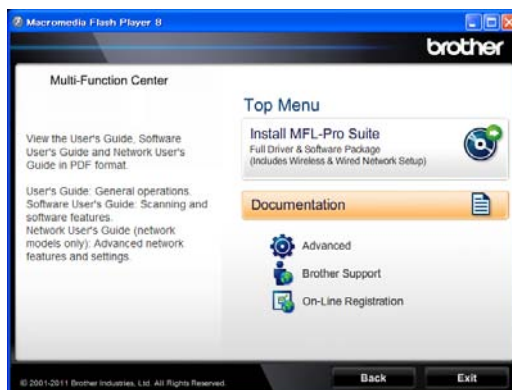 Macromedia Flash Player 8
brother
Multi-Function Center
View the User's Guide, Software
User's Guide and Network User's
Guide in PDF format.
User's Guide: General operations.
Software User's Guide: Scanning and
software features.
Network User's Guide (network
models only): Advanced network
features and settings.
Top Menu
Install MFL-Pro Suite
Full Driver & Software Package
(Includes Wireless & Wired Network Setup)
Documentation
Advanced
Brother Support
On-Line Registration
© 2001-2011 Brother Industries, Ltd. All Rights Reserved.
Back
Exit